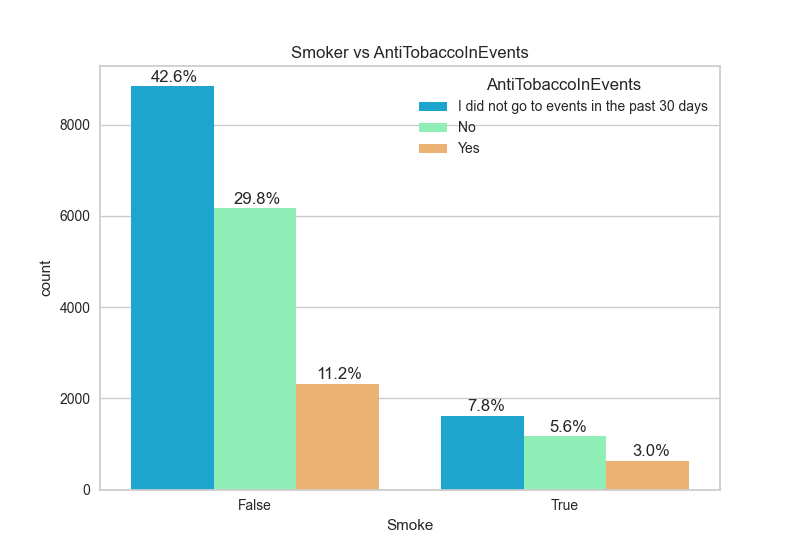 Smoker vs AntiTobaccoInEvents
42.6%
29.8%
11.2%
7.8%
5.6%
3.0%
AntiTobaccoInEvents
I did not go to events in the past 30 days
No
Yes
8000
6000
4000
2000
0
count
False
True
Smoke